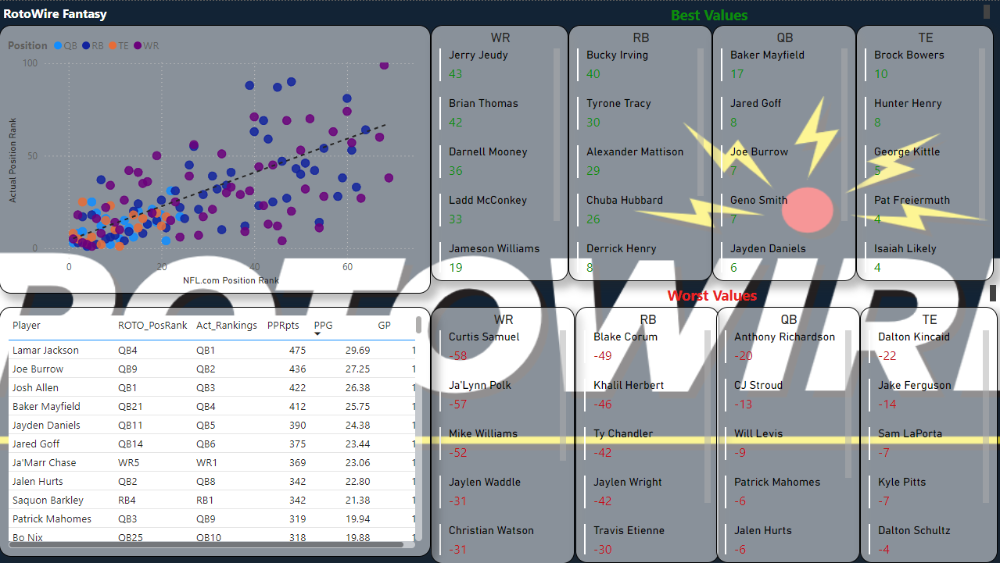 RotoWire Fantasy
Best Values
Position QB RB TE WR
100
50
0
Actual Position Rank
0 20 40 60
NFL.com Position Rank
WR
Jerry Jeudy
43
Brian Thomas
42
Darnell Mooney
36
Ladd McConkey
33
Jameson Williams
19
RB
Bucky Irving
40
Tyrone Tracy
30
Alexander Mattison
29
Chuba Hubbard
26
Derrick Henry
8
QB
Baker Mayfield
17
Jared Goff
8
Joe Burrow
7
Geno Smith
7
Jayden Daniels
6
TE
Brock Bowers
10
Hunter Henry
8
George Kittle
5
Pat Freiermuth
4
Isaiah Likely
4
ROTOWIRE
Worst Values
Player ROTO_PosRank Act_Rankings PPRpts PPG GP
Lamar Jackson QB4 QB1 475 29.69 1
Joe Burrow QB9 QB2 436 27.25 1
Josh Allen QB1 QB3 422 26.38 1
Baker Mayfield QB21 QB4 412 25.75 1
Jayden Daniels QB11 QB5 390 24.38 1
Jared Goff QB14 QB6 375 23.44 1
Ja'Marr Chase WR5 WR1 369 23.06 1
Jalen Hurts QB2 QB8 342 22.80 1
Saquon Barkley RB4 RB1 342 21.38 1
Patrick Mahomes QB3 QB9 319 19.94 1
Bo Nix QB25 QB10 318 19.88 1
WR
Curtis Samuel
-58
Ja'Lynn Polk
-57
Mike Williams
-52
Jaylen Waddle
-31
Christian Watson
-31
RB
Blake Corum
-49
Khalil Herbert
-46
Ty Chandler
-42
Jaylen Wright
-42
Travis Etienne
-30
QB
Anthony Richardson
-20
CJ Stroud
-13
Will Levis
-9
Patrick Mahomes
-6
Jalen Hurts
-6
TE
Dalton Kincaid
-22
Jake Ferguson
-14
Sam LaPorta
-7
Kyle Pitts
-7
Dalton Schultz
-4